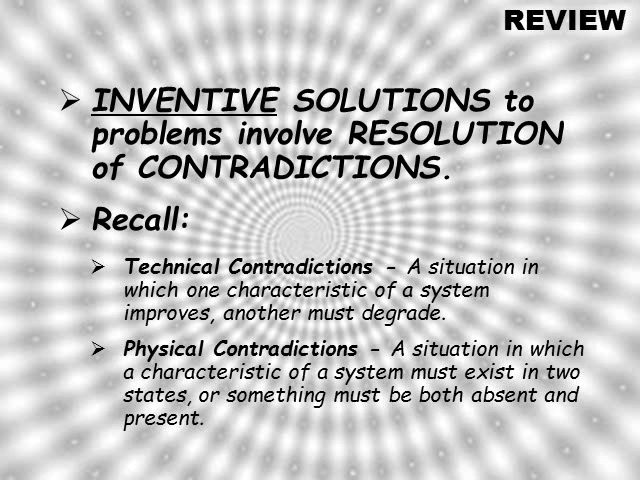 REVIEW
INVENTIVE SOLUTIONS to
problems involve RESOLUTION
of CONTRADICTIONS.
Recall:
Technical Contradictions - A situation in
which one characteristic of a system
improves, another must degrade.
Physical Contradictions - A situation in which
a characteristic of a system must exist in two
states, or something must be both absent and
present.